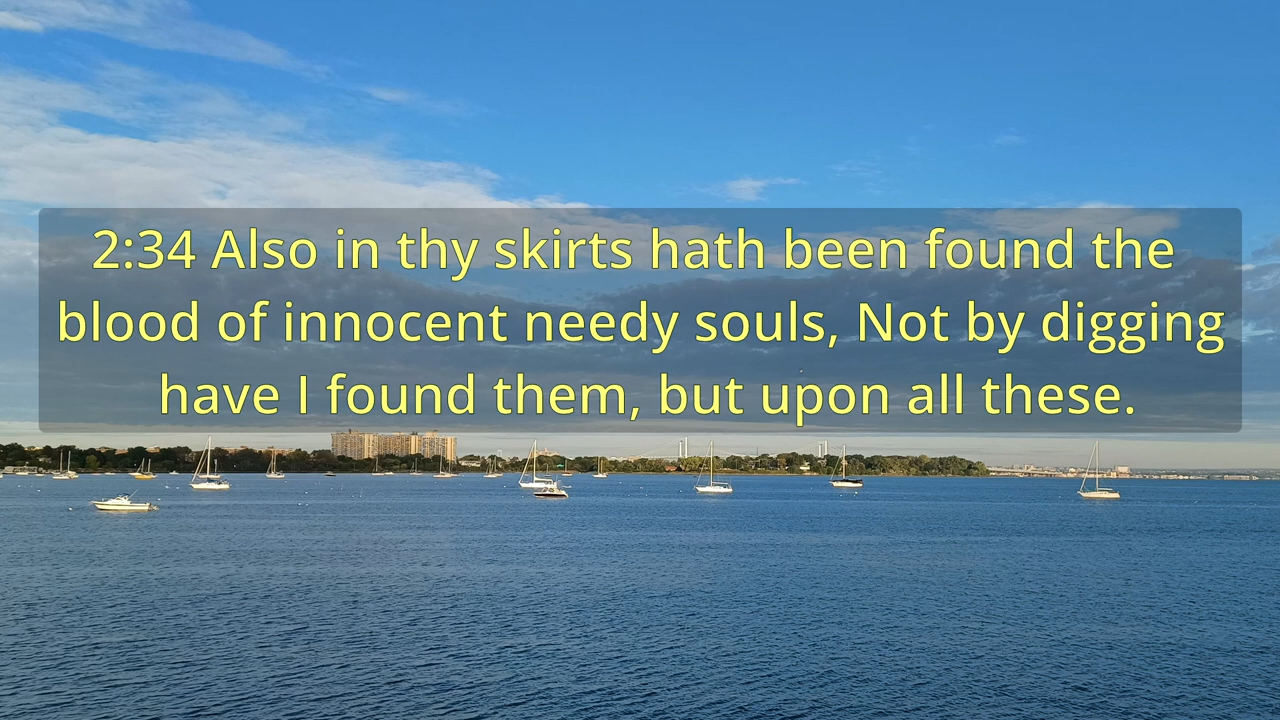 2:34 Also in thy skirts hath been found the
blood of innocent needy souls, Not by digging
have I found them, but upon all these.